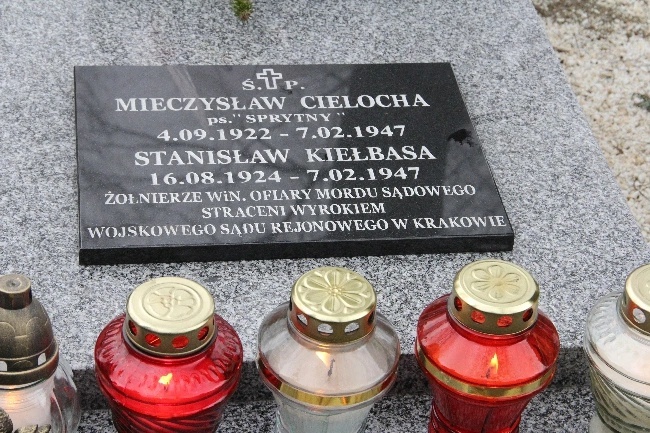 Ś. P.
MIECZYSŁAW CIELOCHA
ps." SPRYTNY "
4.09.1922 - 7.02.1947
STANISŁAW KIEŁBASA
16.08.1924 - 7.02.1947
ŻOŁNIERZE WiN. OFIARY MORDU SĄDOWEGO
STRACENI WYROKIEM
WOJSKOWEGO SĄDU REJONOWEGO W KRAKOWIE